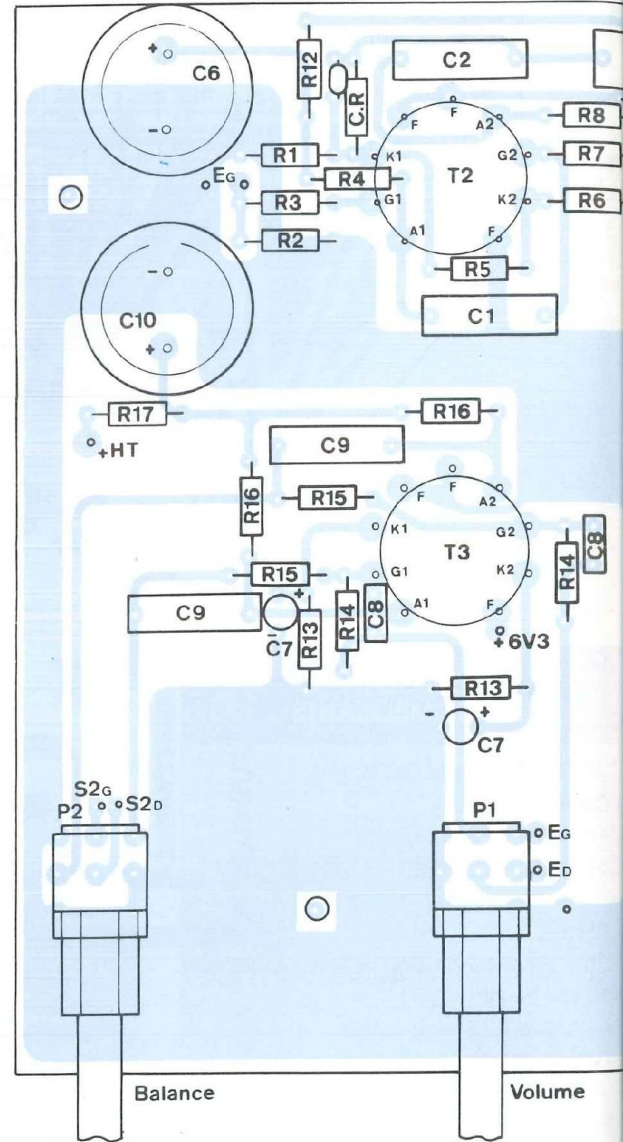 +
C6
-
R12
C.R
C2
F
F
A2
K1
G2
T2
G1
K2
A1
F
R8
R7
R6
R1
R4
EG
R3
R2
R5
C1
-
C10
+
R17
+HT
R16
C9
R16
R15
F
F
A2
K1
G2
T3
G1
K2
A1
F
R14
C8
R15
C9
+
-
C7
R13
R14
C8
+ 6V3
R13
-
+
C7
S2G
P2
S2D
P1
EG
ED
Balance
Volume